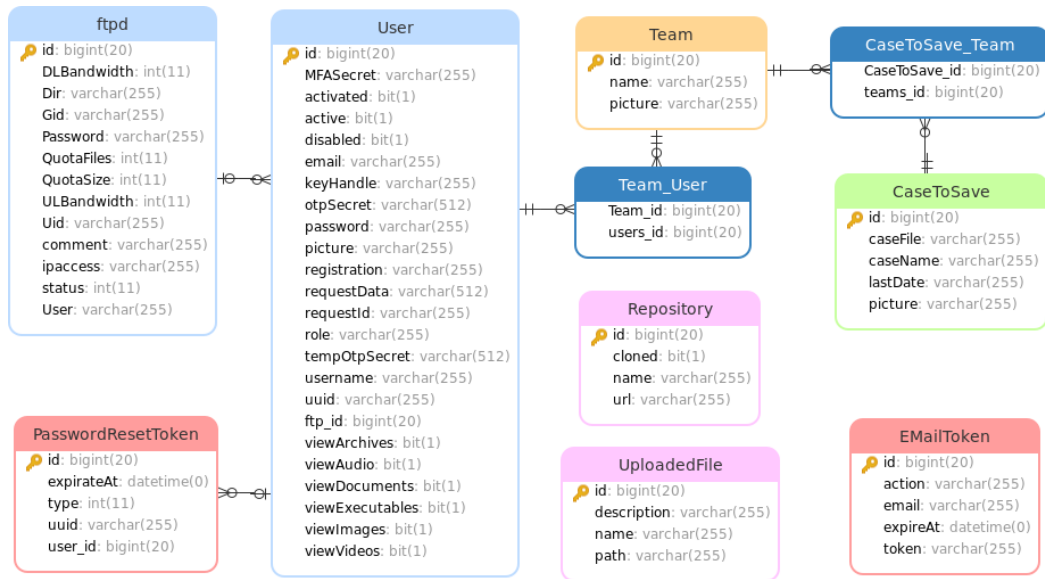 ftpd
id: bigint(20)
DLBandwidth: int(11)
Dir: varchar(255)
Gid: varchar(255)
Password: varchar(255)
QuotaFiles: int(11)
QuotaSize: int(11)
ULBandwidth: int(11)
Uid: varchar(255)
comment: varchar(255)
ipaccess: varchar(255)
status: int(11)
User: varchar(255)
User
id: bigint(20)
MFASecret: varchar(255)
activated: bit(1)
active: bit(1)
disabled: bit(1)
email: varchar(255)
keyHandle: varchar(255)
otpSecret: varchar(512)
password: varchar(255)
picture: varchar(255)
registration: varchar(255)
requestData: varchar(512)
requestId: varchar(255)
role: varchar(255)
tempOtpSecret: varchar(512)
username: varchar(255)
uuid: varchar(255)
ftp_id: bigint(20)
viewArchives: bit(1)
viewAudio: bit(1)
viewDocuments: bit(1)
viewExecutables: bit(1)
viewImages: bit(1)
viewVideos: bit(1)
Team
id: bigint(20)
name: varchar(255)
picture: varchar(255)
CaseToSave_Team
CaseToSave_id: bigint(20)
teams_id: bigint(20)
Team_User
Team_id: bigint(20)
users_id: bigint(20)
CaseToSave
id: bigint(20)
caseFile: varchar(255)
caseName: varchar(255)
lastDate: varchar(255)
picture: varchar(255)
Repository
id: bigint(20)
cloned: bit(1)
name: varchar(255)
url: varchar(255)
PasswordResetToken
id: bigint(20)
expirateAt: datetime(0)
type: int(11)
uuid: varchar(255)
user_id: bigint(20)
UploadedFile
id: bigint(20)
description: varchar(255)
name: varchar(255)
path: varchar(255)
EMailToken
id: bigint(20)
action: varchar(255)
email: varchar(255)
expireAt: datetime(0)
token: varchar(255)